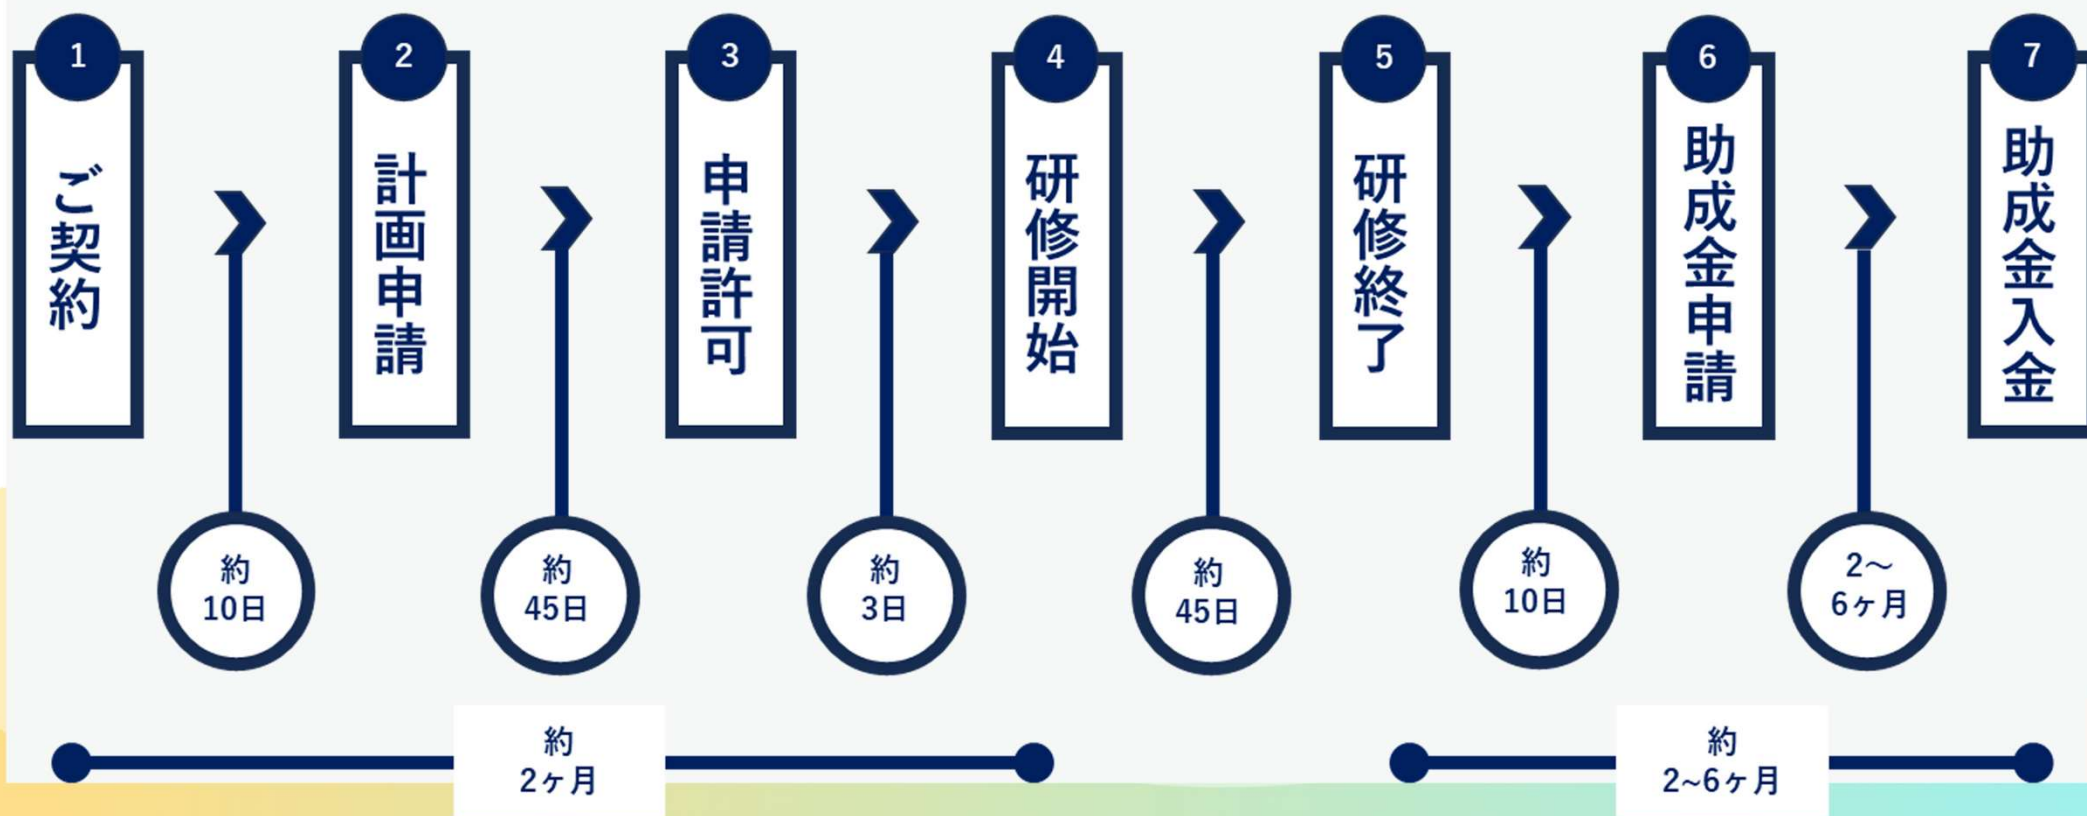 1
ご契約
約
10日
2
計画申請
約
45日
3
申請許可
約
3日
4
研修開始
約
45日
5
研修終了
約
10日
6
助成金申請
2～
6ヶ月
7
助成金入金
約
2ヶ月
約
2~6ヶ月